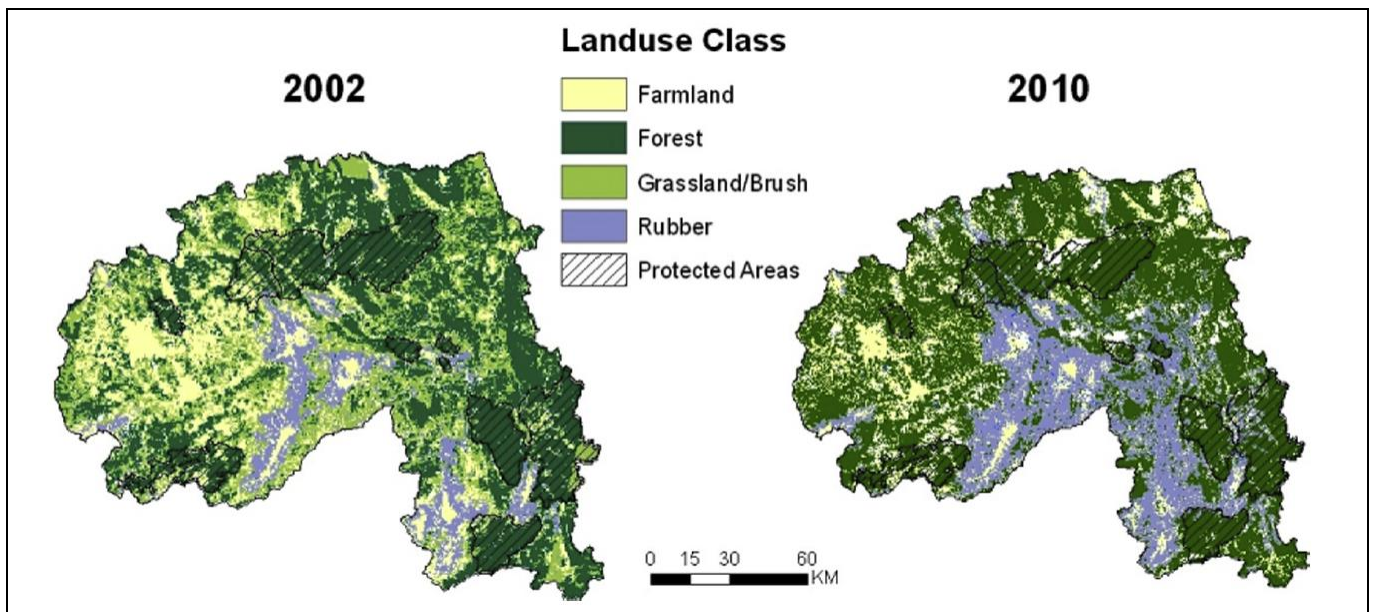 Landuse Class
2002
2010
Farmland
Forest
Grassland/Brush
Rubber
Protected Areas
0 15 30 60
KM